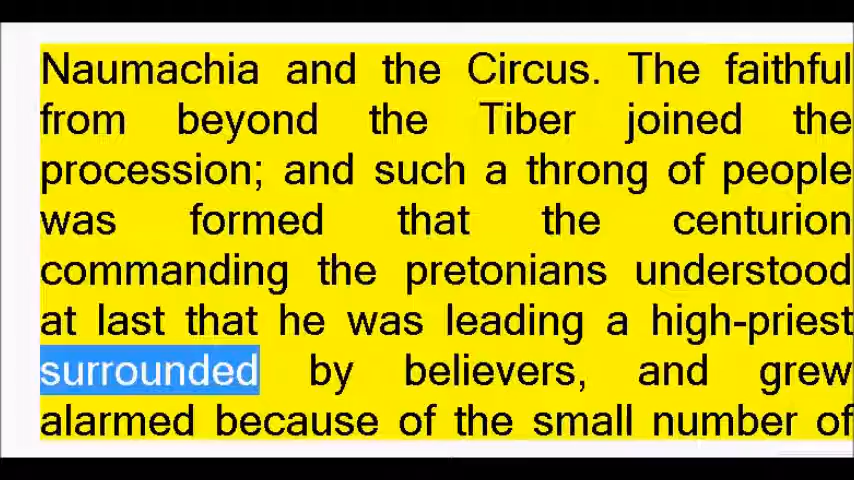 Naumachia and the Circus. The faithful
from beyond the Tiber joined the
procession; and such a throng of people
was formed that the centurion
commanding the pretonians understood
at last that he was leading a high-priest
surrounded by believers, and grew
alarmed because of the small number of